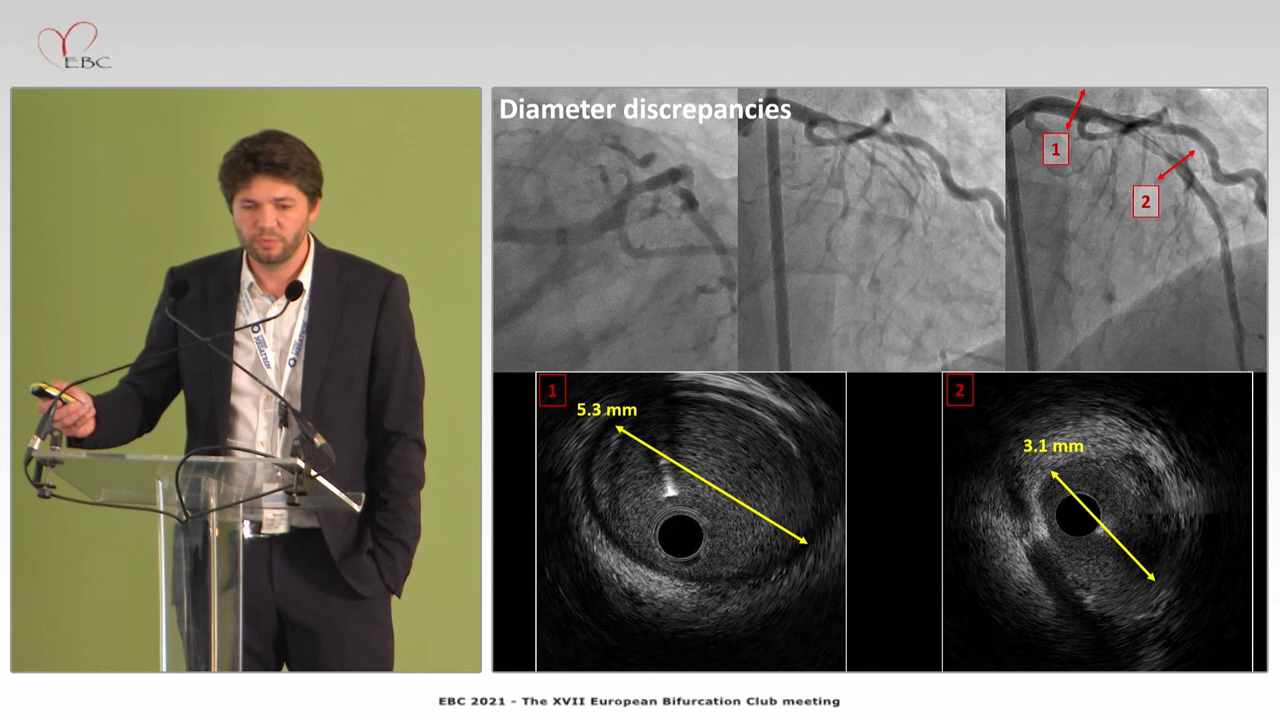 EBC
Diameter discrepancies
1
2
1
5.3 mm
2
3.1 mm
MEGATRON
EBC 2021 - The XVII European Bifurcation Club meeting